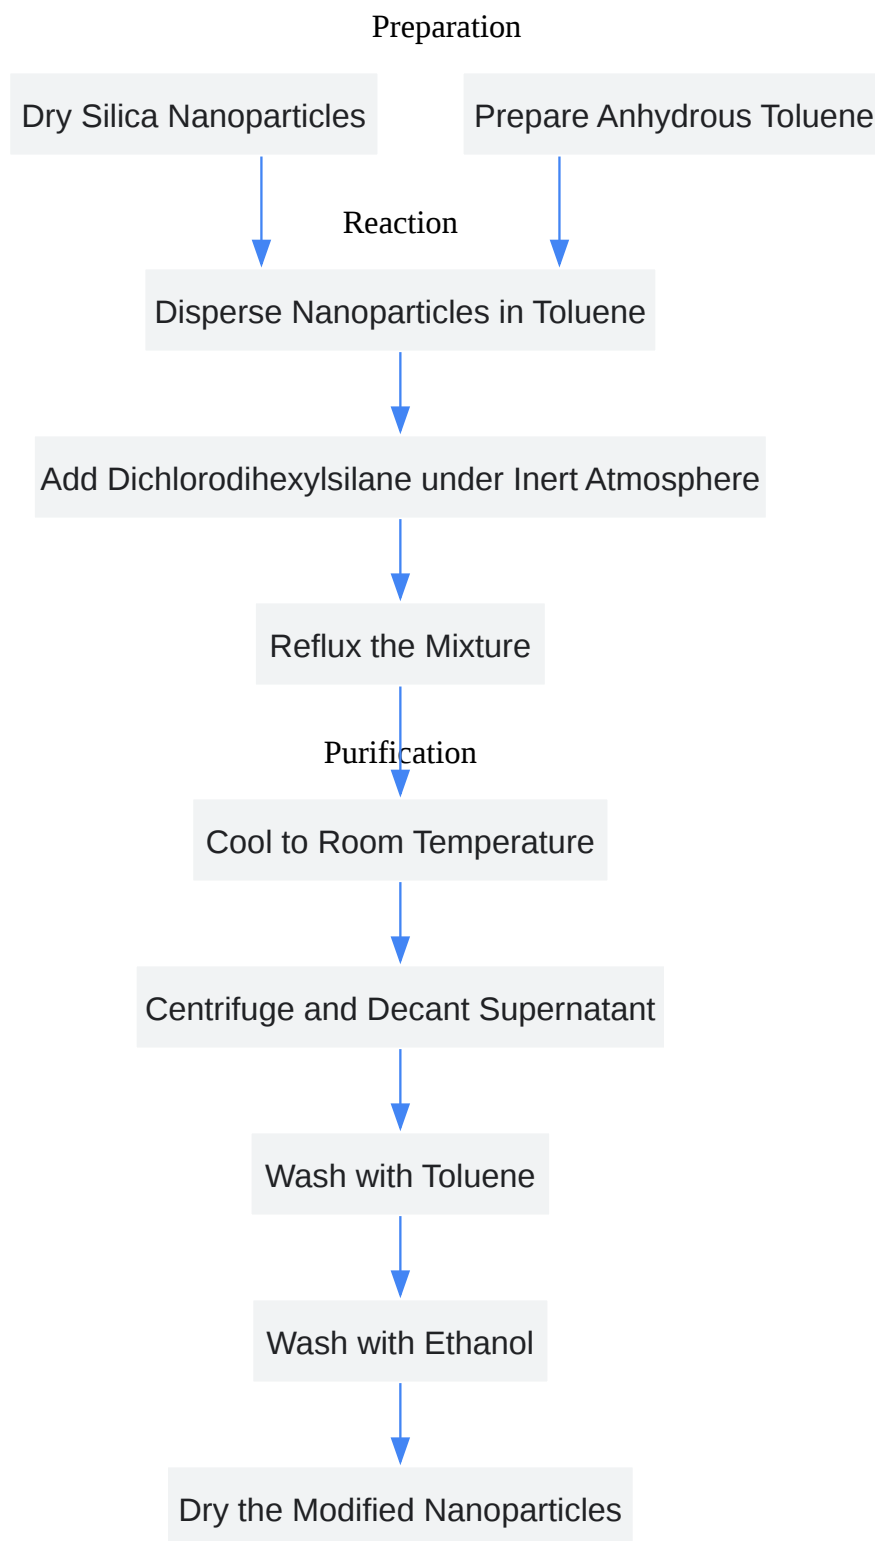 Preparation
Dry Silica Nanoparticles
Prepare Anhydrous Toluene
Reaction
Disperse Nanoparticles in Toluene
Add Dichlorodihexylsilane under Inert Atmosphere
Reflux the Mixture
Purification
Cool to Room Temperature
Centrifuge and Decant Supernatant
Wash with Toluene
Wash with Ethanol
Dry the Modified Nanoparticles